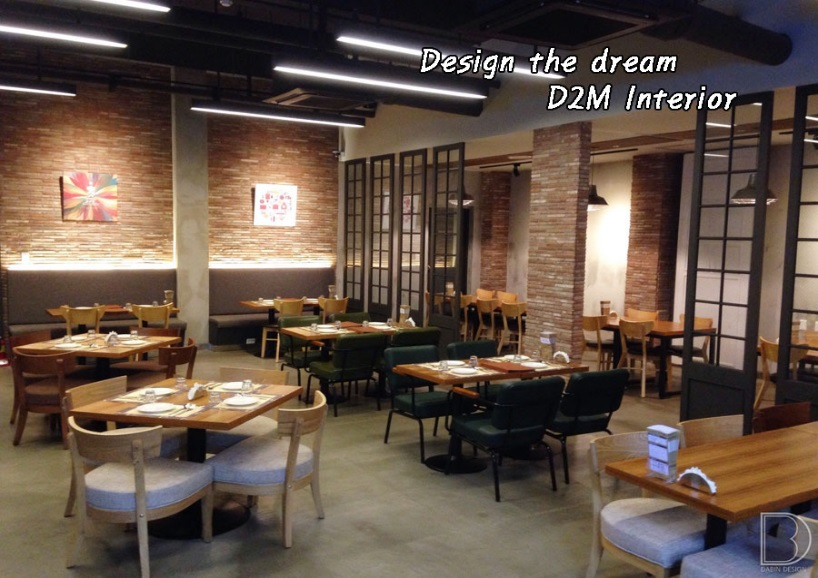 Design the dream
D2M Interior
DABIN DESIGN